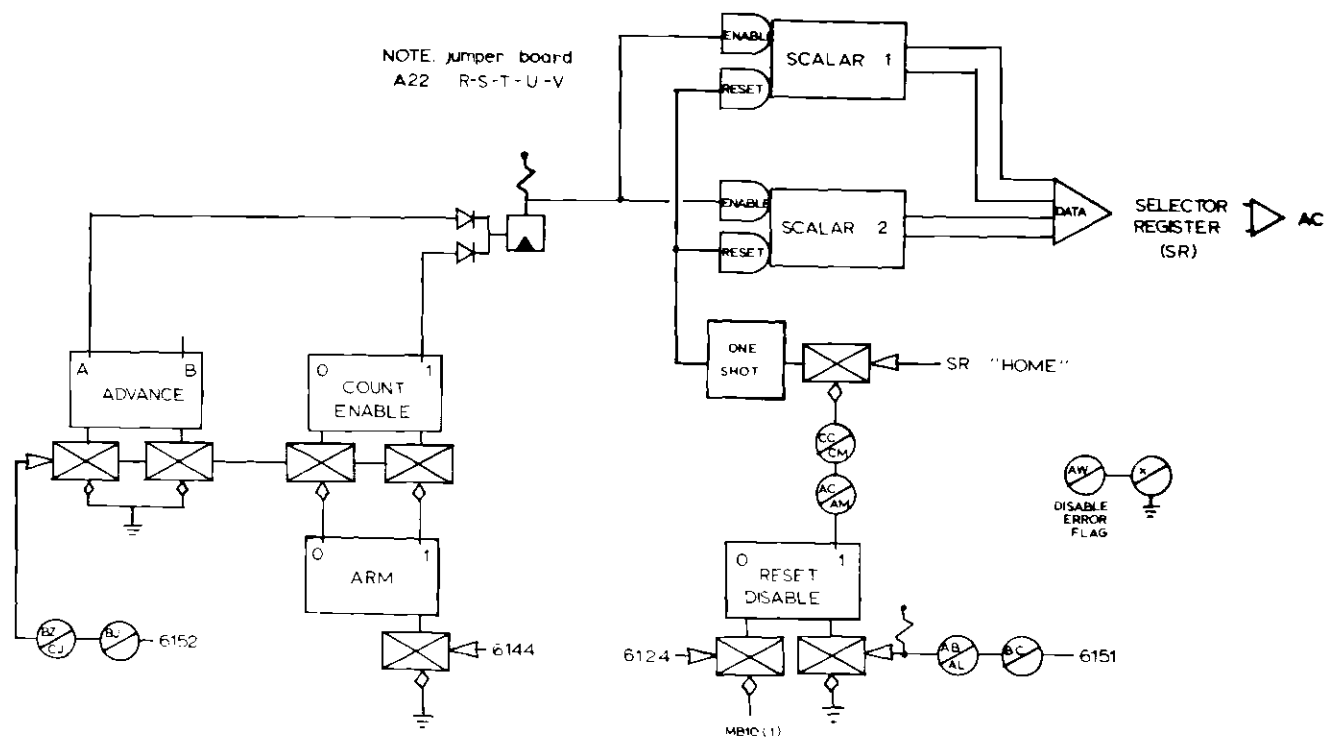 NOTE. jumper board
A22 R-S-T-U-V
ENABLE
RESET
SCALAR 1
ENABLE
RESET
SCALAR 2
DATA
SELECTOR
REGISTER
(SR)
AC
A
B
ADVANCE
0
1
COUNT
ENABLE
ONE
SHOT
SR "HOME"
CC
CM
AC
AM
AW
x
DISABLE
ERROR
FLAG
0
1
ARM
0
1
RESET
DISABLE
BZ
CJ
6152
6144
6124
AB
AL
BC
6151
MB10(1)